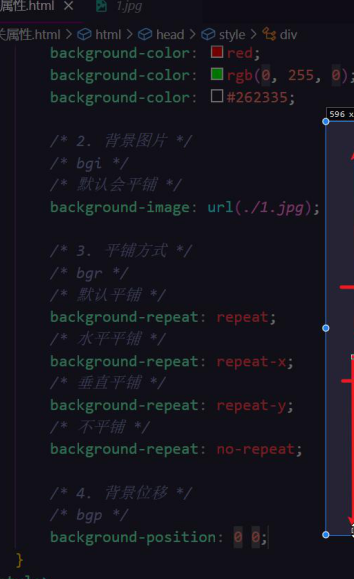 属性.html × 1.jpg
关属性.html > html > head > style > div
background-color: red;
background-color: rgb(0, 255, 0);
background-color: #262335;
/* 2. 背景图片 */
/* bgi */
/* 默认会平铺 */
background-image: url(./1.jpg);
/* 3. 平铺方式 */
/* bgr */
/* 默认平铺 */
background-repeat: repeat;
/* 水平平铺 */
background-repeat: repeat-x;
/* 垂直平铺 */
background-repeat: repeat-y;
/* 不平铺 */
background-repeat: no-repeat;
/* 4. 背景位移 */
/* bgp */
background-position: 0 0;
}
596 x